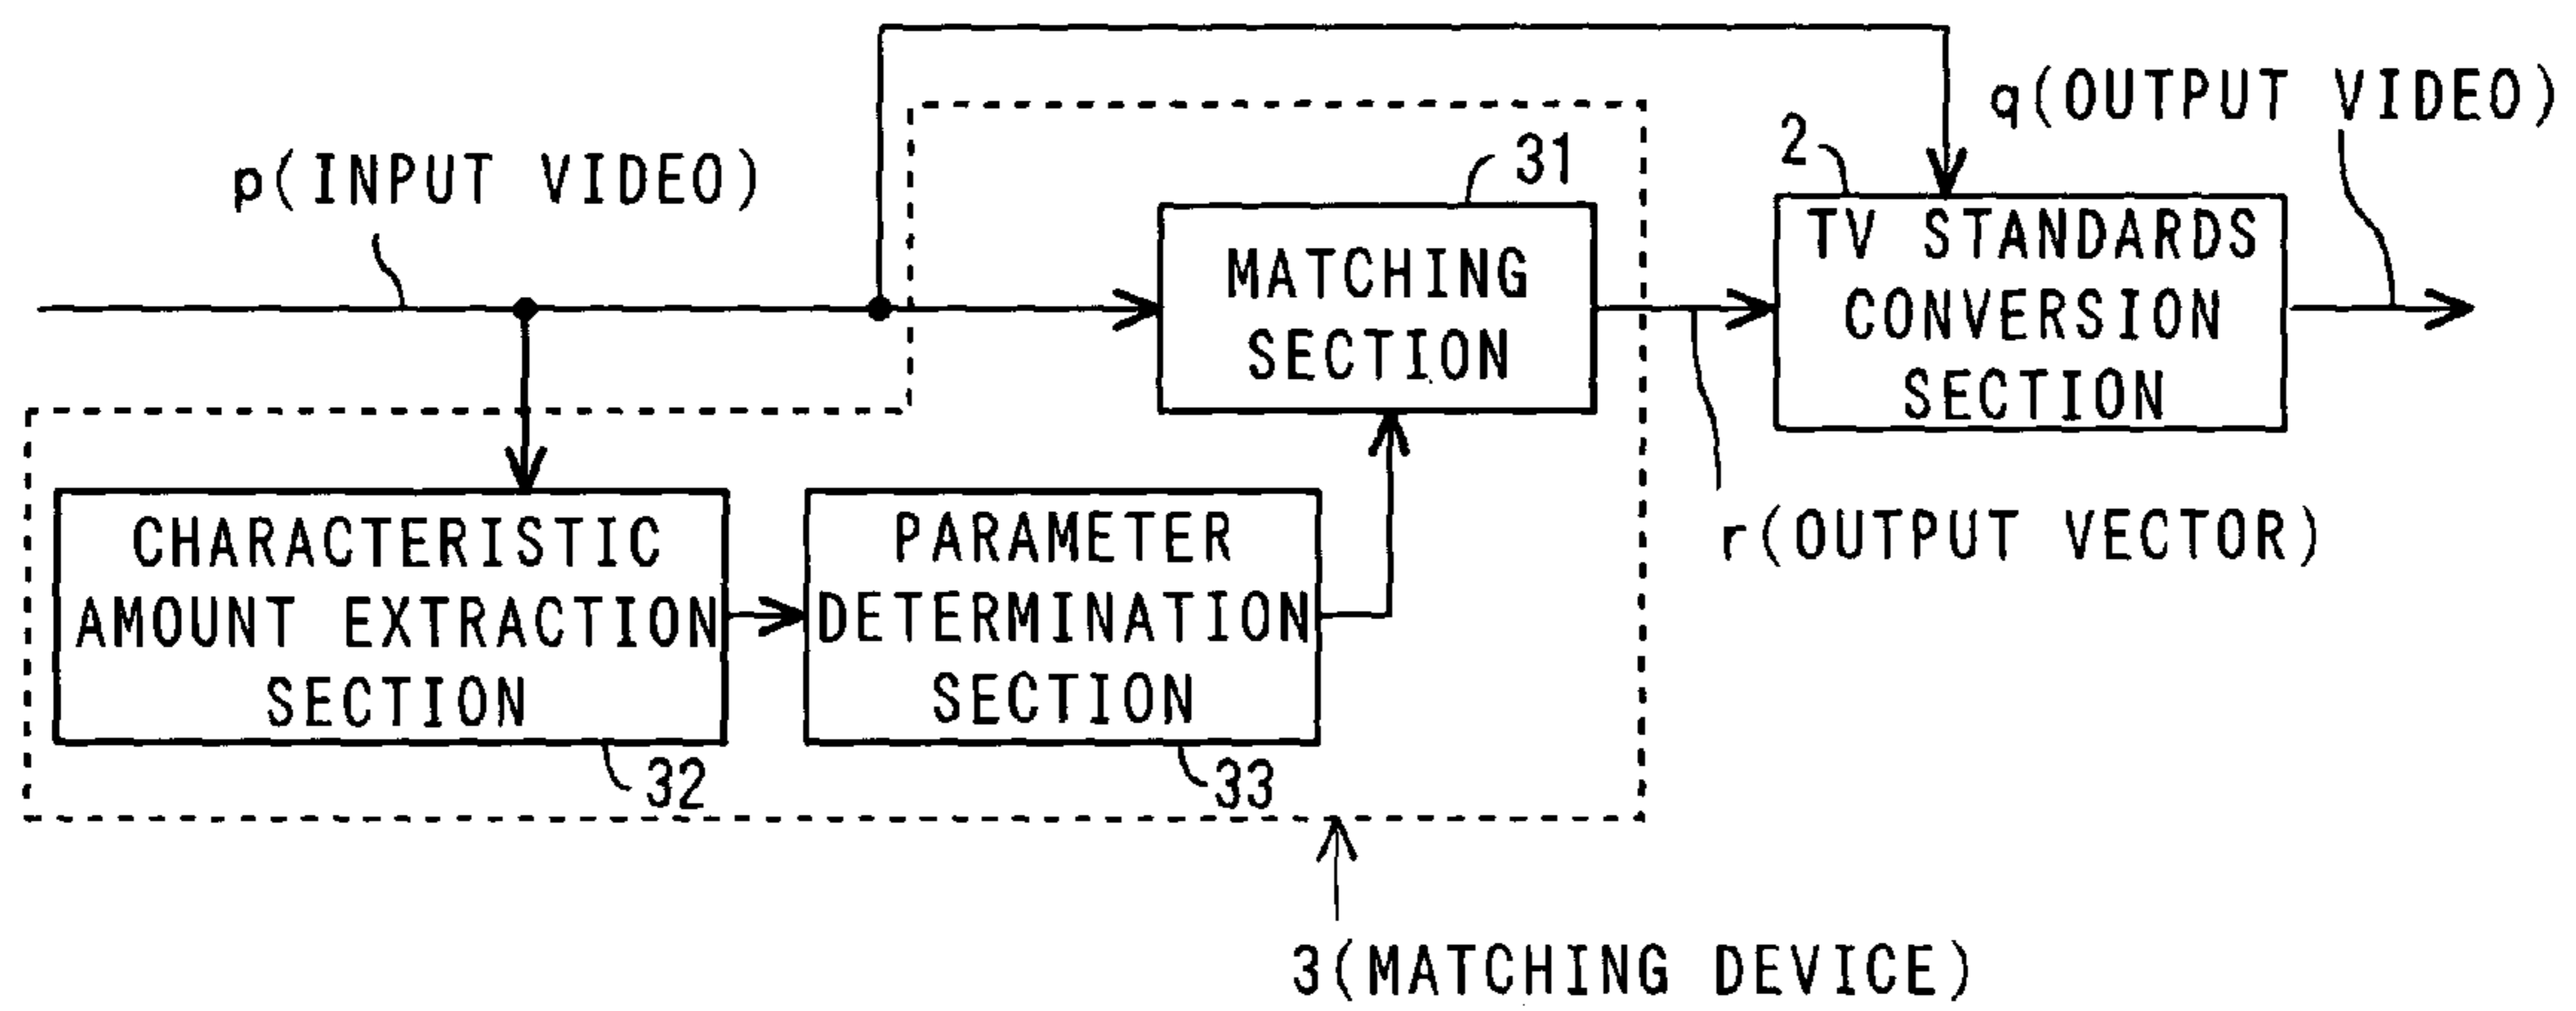 q(OUTPUT VIDEO)
p(INPUT VIDEO)
31
2
MATCHING
SECTION
TV STANDARDS
CONVERSION
SECTION
r(OUTPUT VECTOR)
CHARACTERISTIC
AMOUNT EXTRACTION
SECTION
32
PARAMETER
DETERMINATION
SECTION
33
3(MATCHING DEVICE)